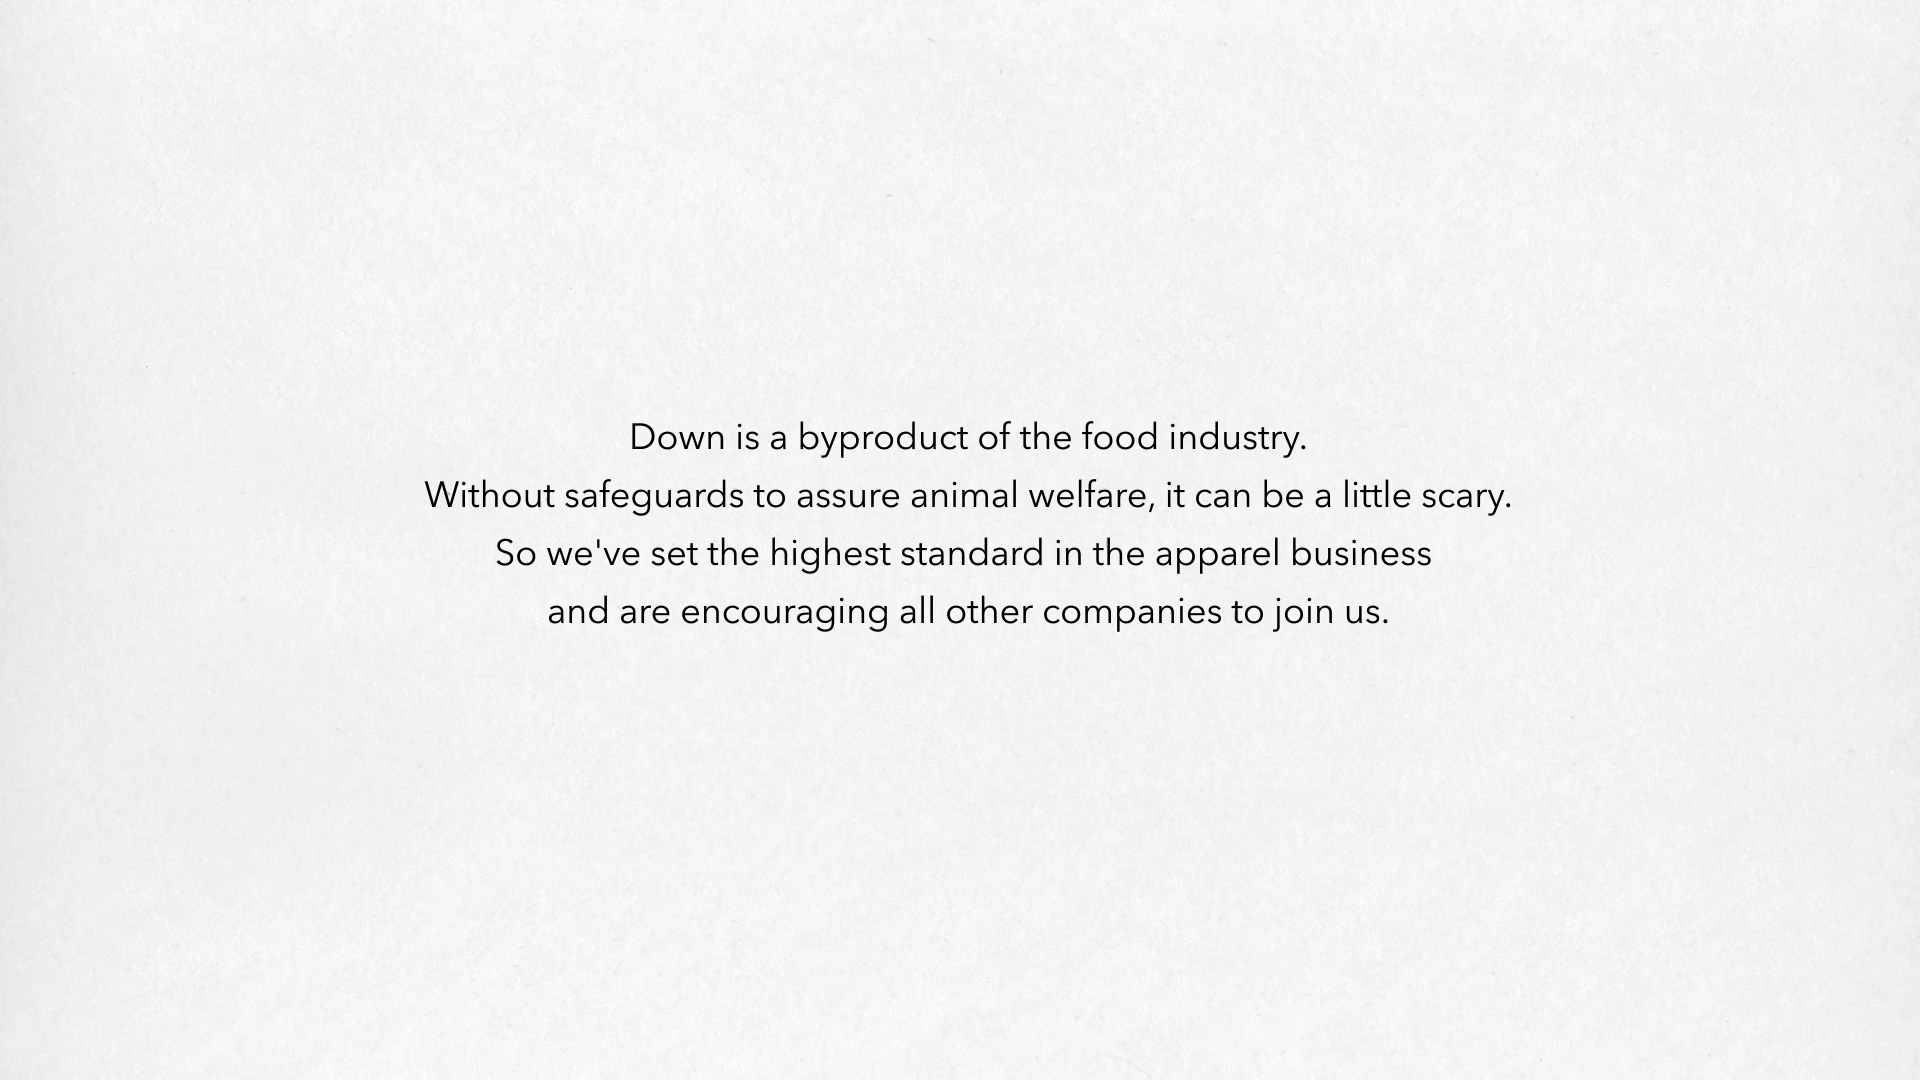 Down is a byproduct of the food industry.
Without safeguards to assure animal welfare, it can be a little scary.
So we've set the highest standard in the apparel business
and are encouraging all other companies to join us.